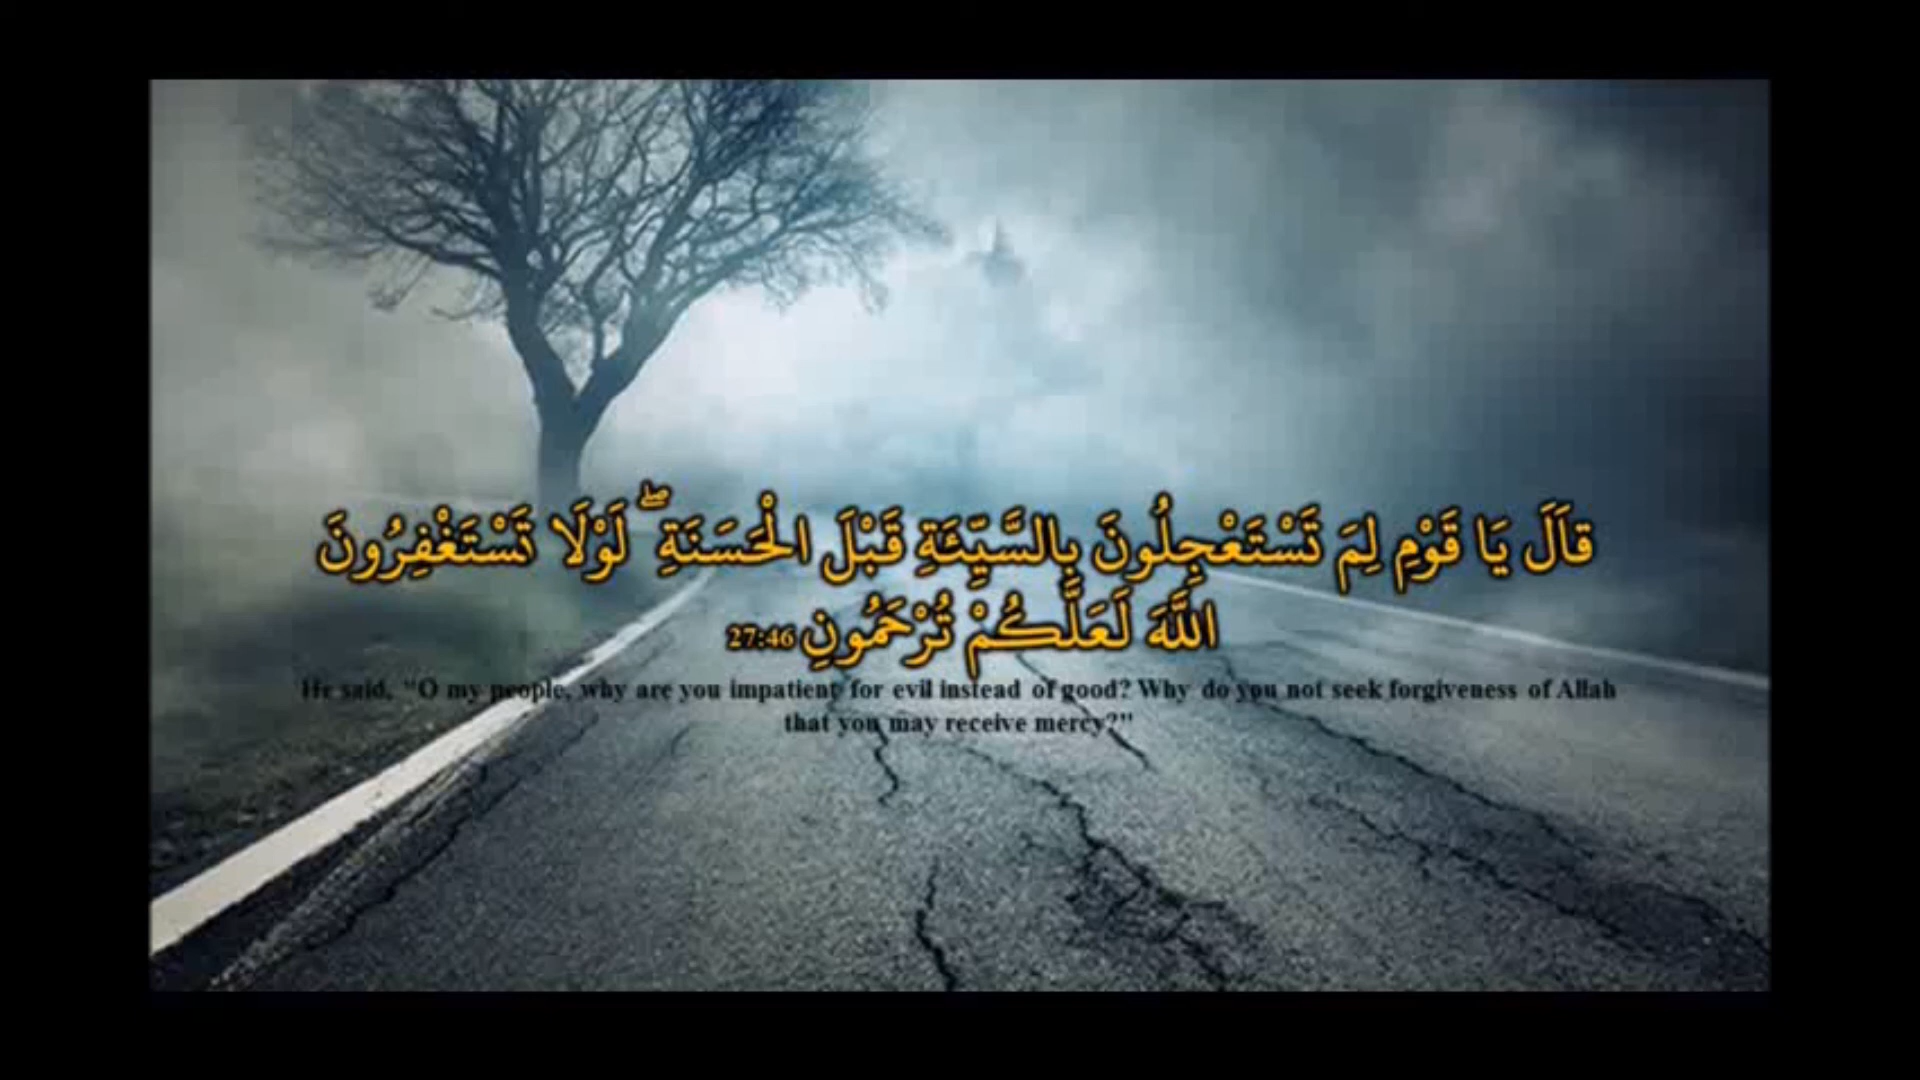 قاَلَ يَا قَوْمِ لِمَ تَسْتَعْجِلُونَ بِالسَّيِّئَةِ قَبْلَ الْحَسَنَةِ ۖ لَوْلَا تَسْتَغْفِرُونَ
اللَّهَ لَعَلَّكُمْ تُرْحَمُونِ 27:46
He said, "O my people, why are you impatient for evil instead of good? Why do you not seek forgiveness of Allah
that you may receive mercy?"